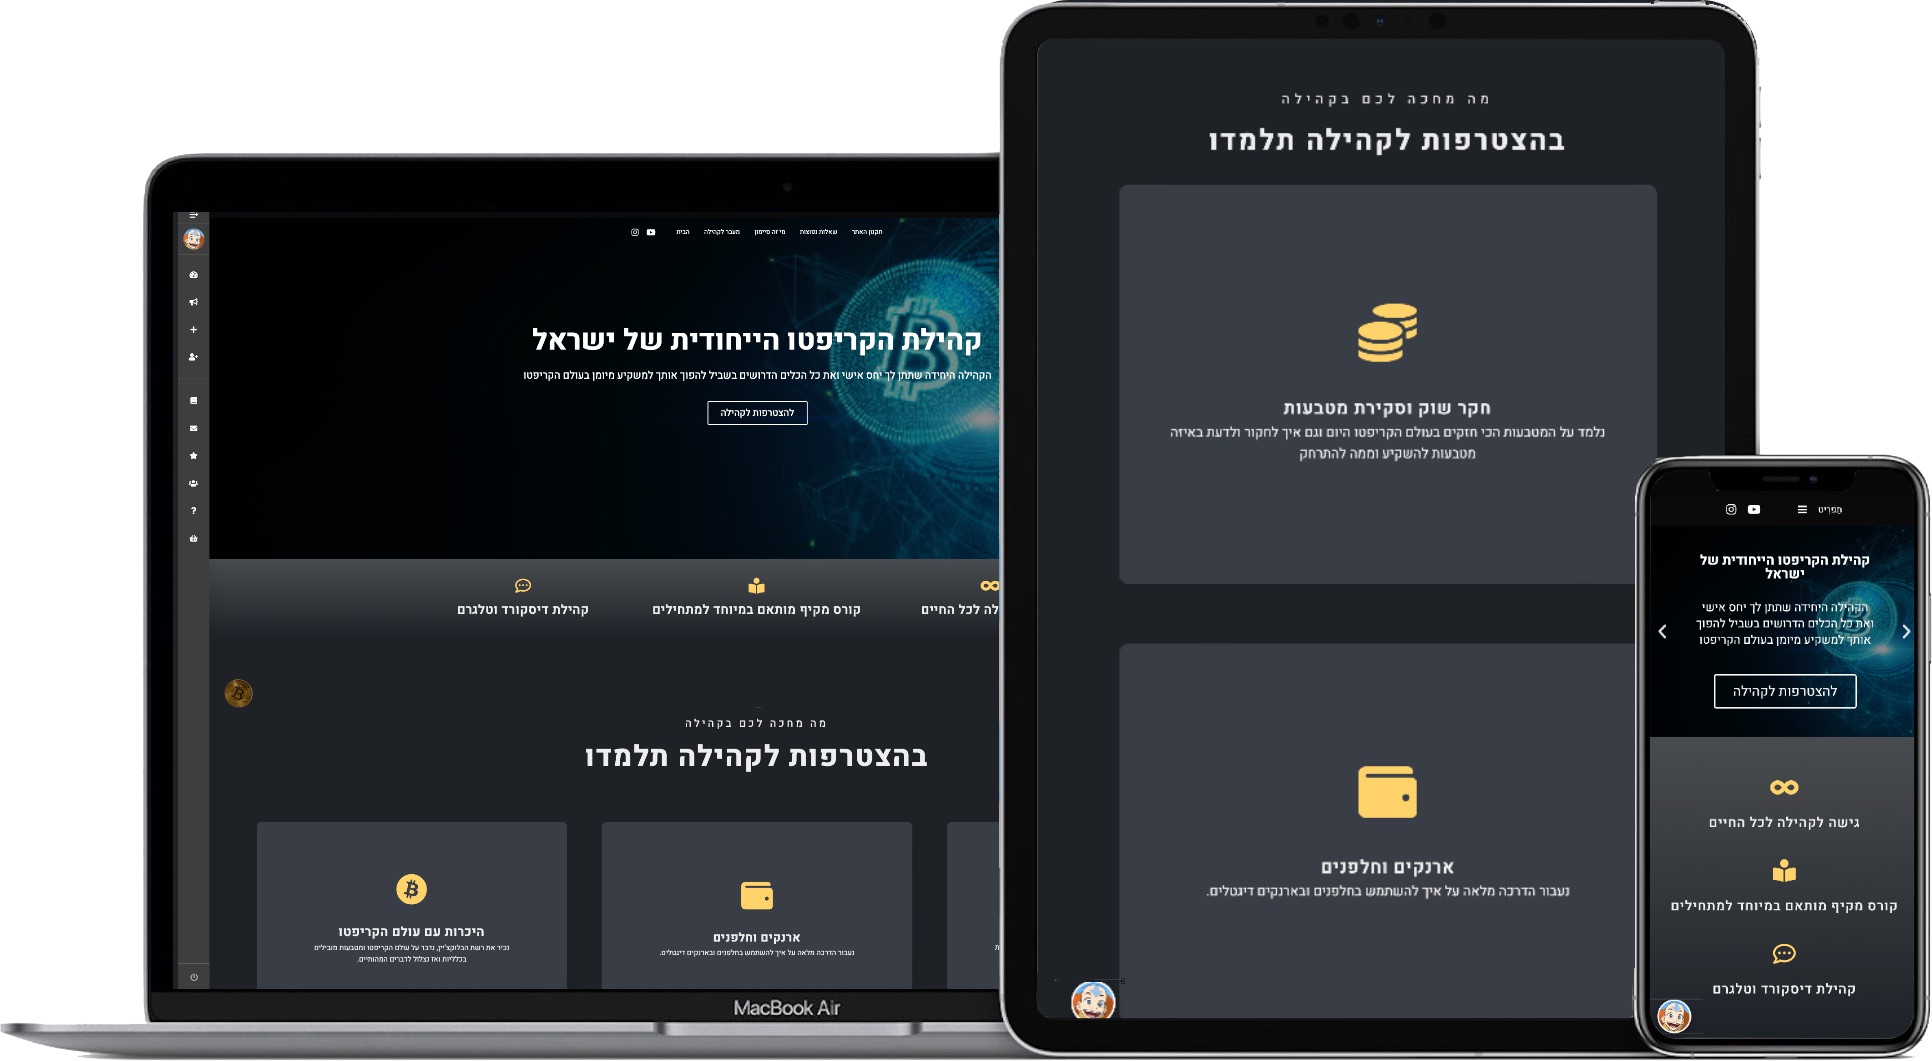 תקנון האתר
שאלות נפוצות
מי זה סיימון
מעבר לקהילה
הבית
קהילת הקריפטו הייחודית של ישראל
הקהילה היחידה שתתן לך יחס אישי ואת כל הכלים הדרושים בשביל להפוך אותך למשקיע מיומן בעולם הקריפטו
להצטרפות לקהילה
לה לכל החיים
קורס מקיף מותאם במיוחד למתחילים
קהילת דיסקורד וטלגרם
מה מחכה לכם בקהילה
בהצטרפות לקהילה תלמדו
ארנקים וחלפנים
נעבור הדרכה מלאה על איך להשתמש בחלפנים ובארנקים דיגטלים.
היכרות עם עולם הקריפטו
נכיר את רשת הבלוקצ'יין, נדבר על עולם הקריפטו ומטבעות מובילים
בכלליות ואז נצלול לדברים המהותיים.
MacBook Air
מה מחכה לכם בקהילה
בהצטרפות לקהילה תלמדו
חקר שוק וסקירת מטבעות
נלמד על המטבעות הכי חזקים בעולם הקריפטו היום וגם איך לחקור ולדעת באיזה
מטבעות להשקיע וממה להתרחק
ארנקים וחלפנים
נעבור הדרכה מלאה על איך להשתמש בחלפנים ובארנקים דיגטלים.
תַפרִיט
קהילת הקריפטו הייחודית של
ישראל
הקהילה היחידה שתתן לך יחס אישי
ואת כל הכלים הדרושים בשביל להפוך
אותך למשקיע מיומן בעולם הקריפטו
להצטרפות לקהילה
גישה לקהילה לכל החיים
קורס מקיף מותאם במיוחד למתחילים
קהילת דיסקורד וטלגרם